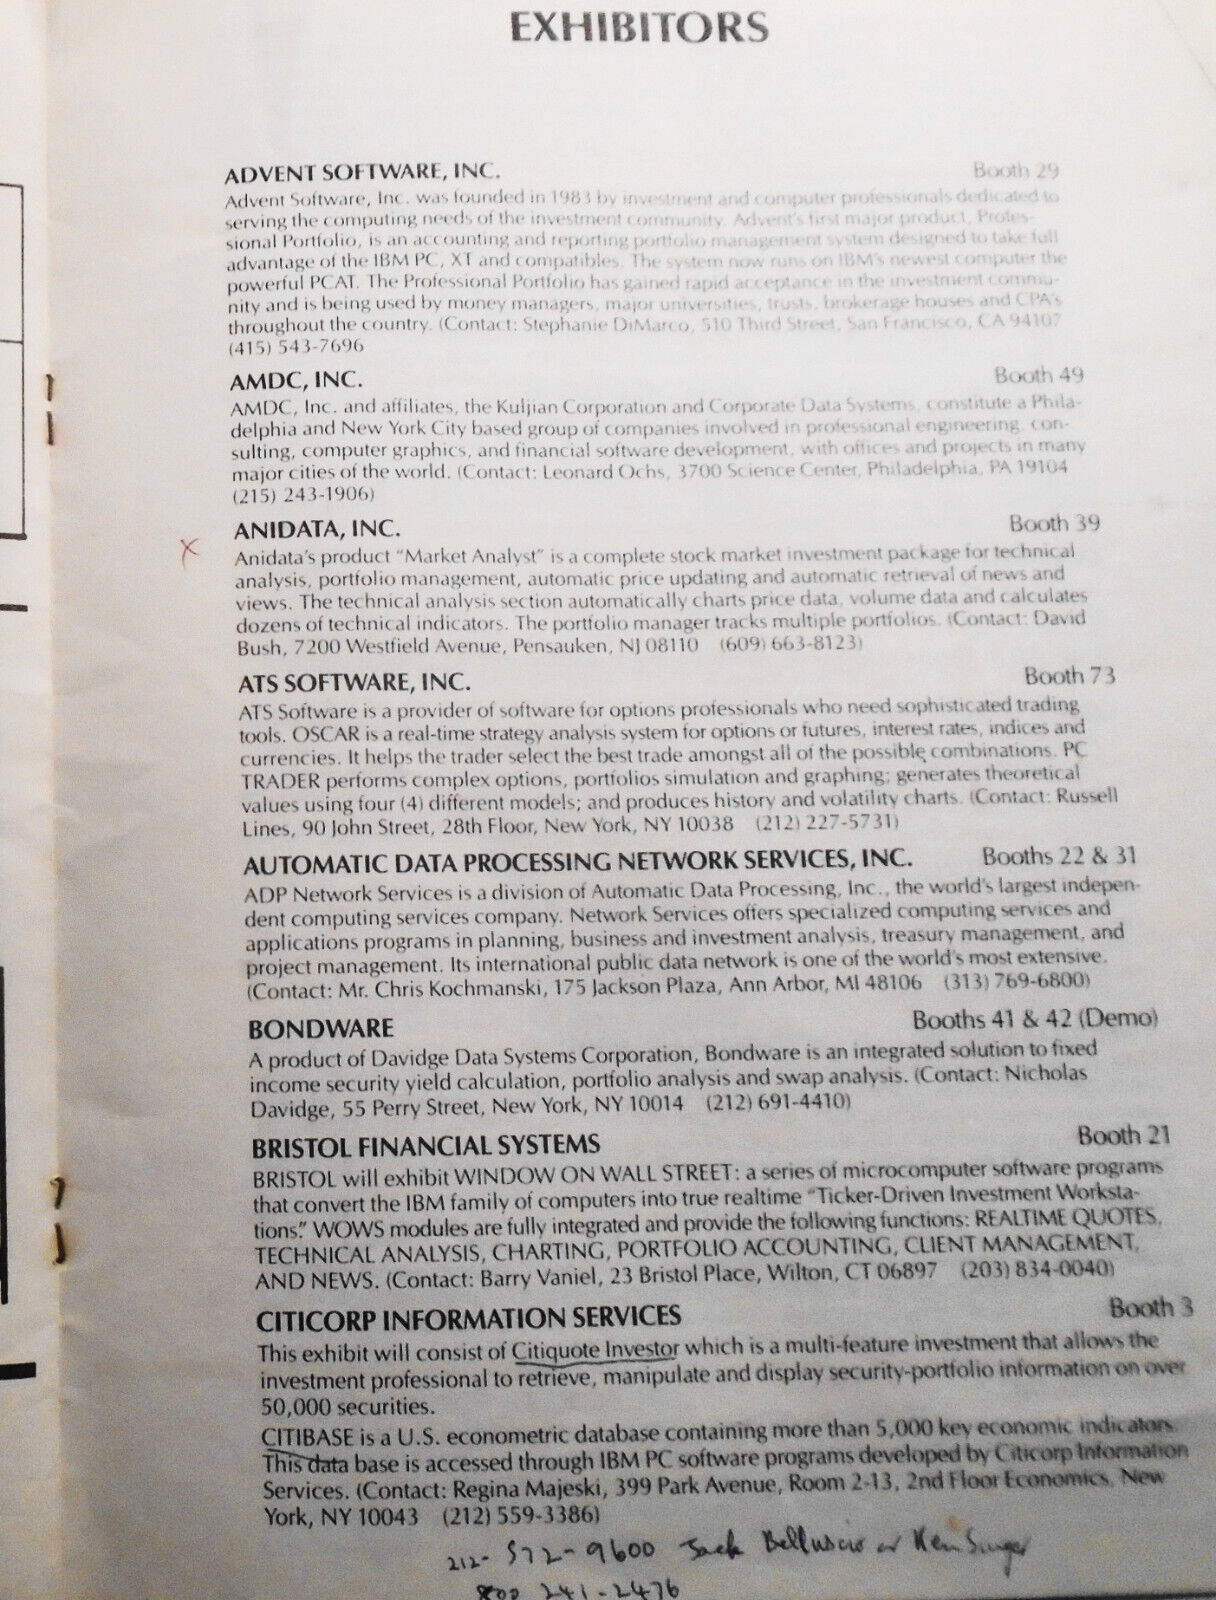 EXHIBITORS
ADVENT SOFTWARE, INC. Booth 29
Advent Software, Inc. was founded in 1983 by investment and computer professionals dedicated to
serving the computing needs of the investment community. Advent's first major product, Profes-
sional Portfolio, is an accounting and reporting portfolio management system designed to take full
advantage of the IBM PC, XT and compatibles. The system now runs on IBM's newest computer the
powerful PCAT. The Professional Portfolio has gained rapid acceptance in the investment commu-
nity and is being used by money managers, major universities, trusts, brokerage houses and CPA's
throughout the country. (Contact: Stephanie DiMarco, 510 Third Street, San Francisco, CA 94107
(415) 543-7696
AMDC, INC. Booth 49
AMDC, Inc. and affiliates, the Kuljian Corporation and Corporate Data Systems, constitute a Phila-
delphia and New York City based group of companies involved in professional engineering, con-
sulting, computer graphics, and financial software development, with offices and projects in many
major cities of the world. (Contact: Leonard Ochs, 3700 Science Center, Philadelphia, PA 19104
(215) 243-1906)
ANIDATA, INC. Booth 39
Anidata's product "Market Analyst" is a complete stock market investment package for technical
analysis, portfolio management, automatic price updating and automatic retrieval of news and
views. The technical analysis section automatically charts price data, volume data and calculates
dozens of technical indicators. The portfolio manager tracks multiple portfolios. (Contact: David
Bush, 7200 Westfield Avenue, Pensauken, NJ 08110 (609) 663-8123)
ATS SOFTWARE, INC. Booth 73
ATS Software is a provider of software for options professionals who need sophisticated trading
tools. OSCAR is a real-time strategy analysis system for options or futures, interest rates, indices and
currencies. It helps the trader select the best trade amongst all of the possible combinations. PC
TRADER performs complex options, portfolios simulation and graphing; generates theoretical
values using four (4) different models; and produces history and volatility charts. (Contact: Russell
Lines, 90 John Street, 28th Floor, New York, NY 10038 (212) 227-5731)
AUTOMATIC DATA PROCESSING NETWORK SERVICES, INC. Booths 22 & 31
ADP Network Services is a division of Automatic Data Processing, Inc., the world's largest indepen-
dent computing services company. Network Services offers specialized computing services and
applications programs in planning, business and investment analysis, treasury management, and
project management. Its international public data network is one of the world's most extensive.
(Contact: Mr. Chris Kochmanski, 175 Jackson Plaza, Ann Arbor, MI 48106 (313) 769-6800)
BONDWARE Booths 41 & 42 (Demo)
A product of Davidge Data Systems Corporation, Bondware is an integrated solution to fixed
income security yield calculation, portfolio analysis and swap analysis. (Contact: Nicholas
Davidge, 55 Perry Street, New York, NY 10014 (212) 691-4410)
BRISTOL FINANCIAL SYSTEMS Booth 21
BRISTOL will exhibit WINDOW ON WALL STREET: a series of microcomputer software programs
that convert the IBM family of computers into true realtime "Ticker-Driven Investment Worksta-
tions." WOWS modules are fully integrated and provide the following functions: REALTIME QUOTES,
TECHNICAL ANALYSIS, CHARTING, PORTFOLIO ACCOUNTING, CLIENT MANAGEMENT,
AND NEWS. (Contact: Barry Vaniel, 23 Bristol Place, Wilton, CT 06897 (203) 834-0040)
CITICORP INFORMATION SERVICES Booth 3
This exhibit will consist of Citiquote Investor which is a multi-feature investment that allows the
investment professional to retrieve, manipulate and display security-portfolio information on over
50,000 securities.
CITIBASE is a U.S. econometric database containing more than 5,000 key economic indicators.
This data base is accessed through IBM PC software programs developed by Citicorp Information
Services. (Contact: Regina Majeski, 399 Park Avenue, Room 2-13, 2nd Floor Economics, New
York, NY 10043 (212) 559-3386)
212- 572-9600 Jack Belluscio or Ken Singer
800 241-2476